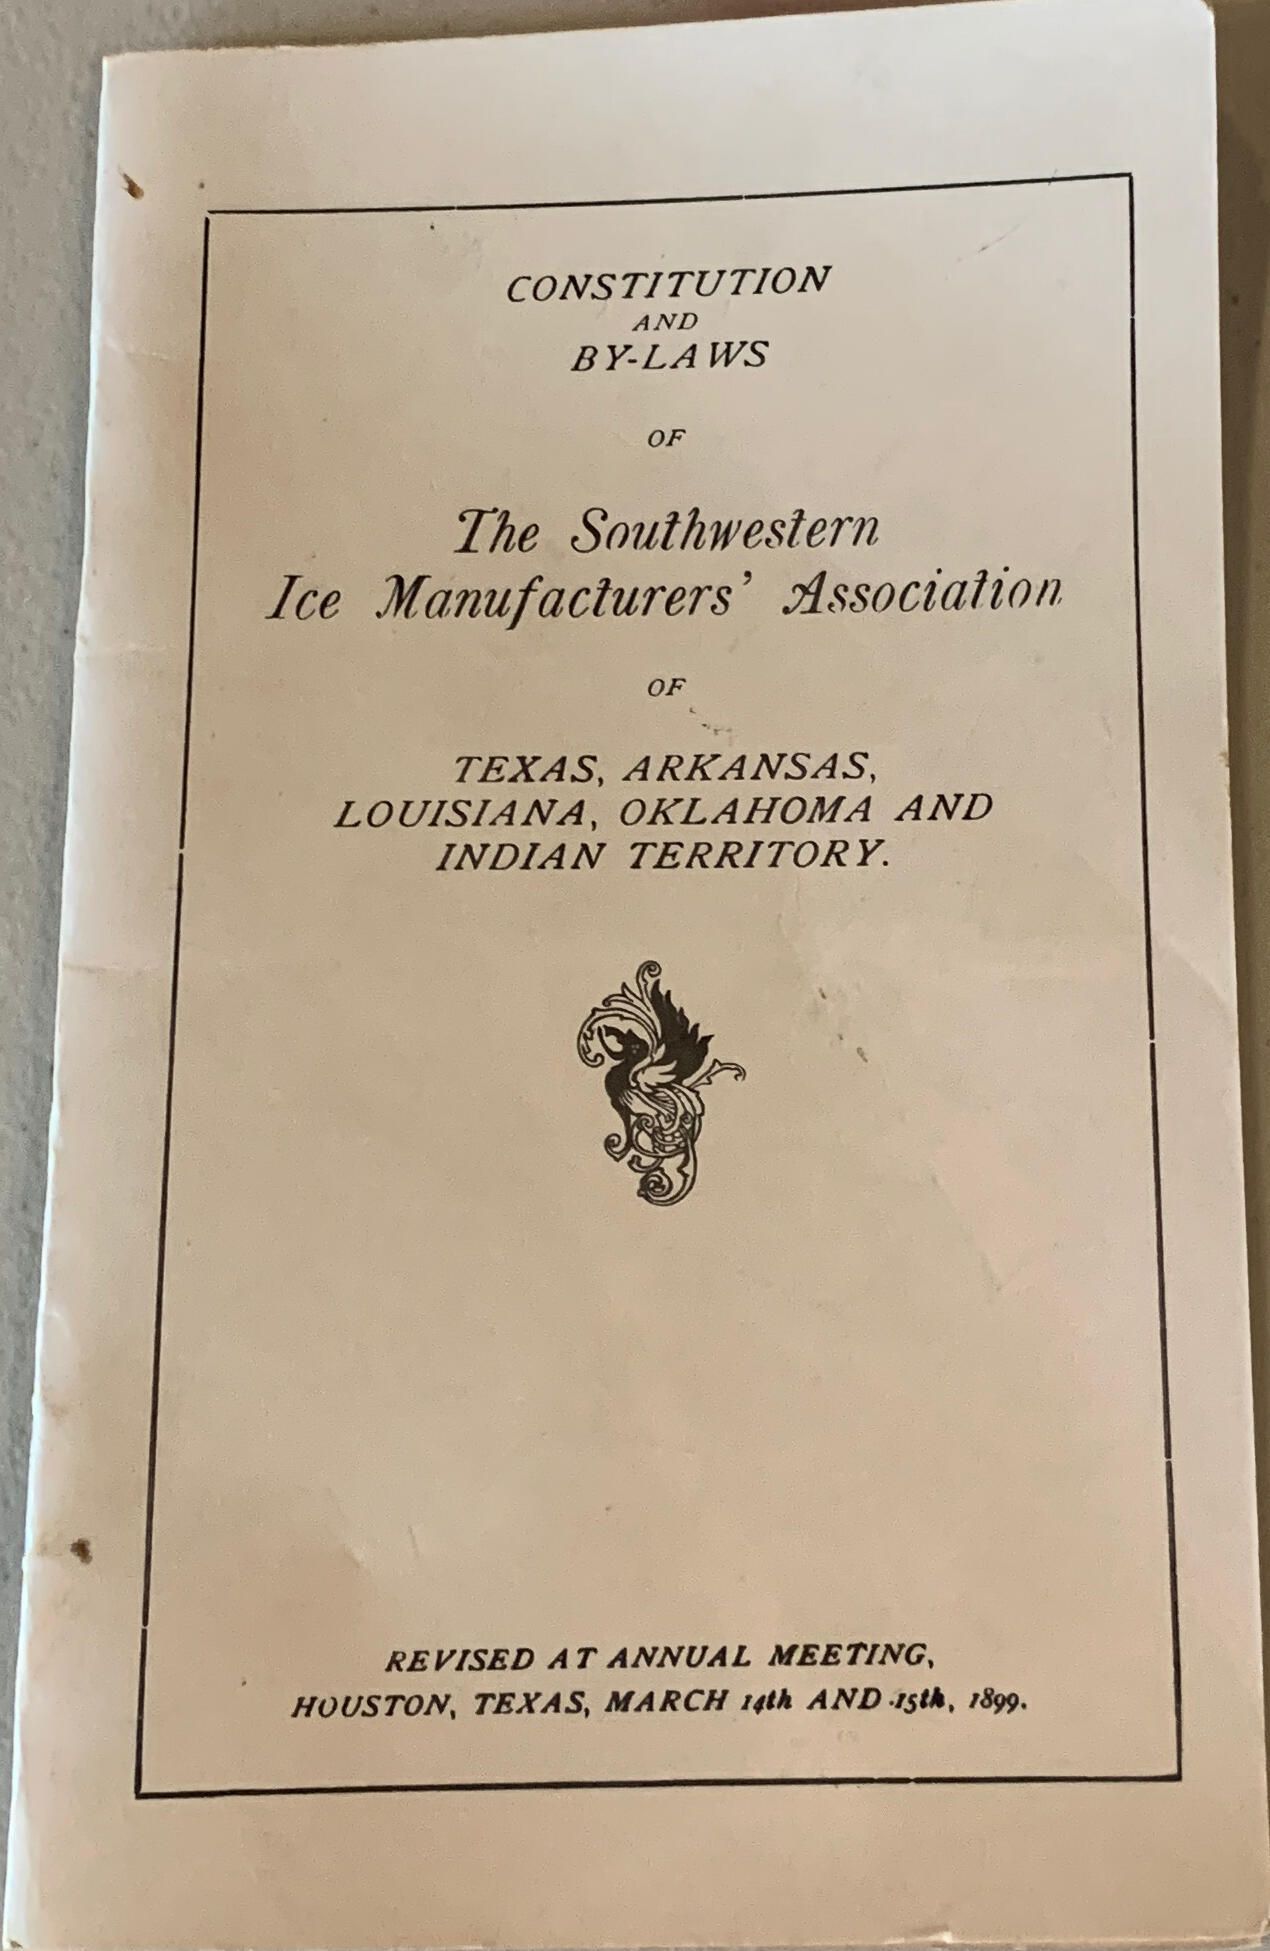 CONSTITUTION
AND
BY-LAWS
OF
The Southwestern
Ice Manufacturers' Association
OF
TEXAS, ARKANSAS,
LOUISIANA, OKLAHOMA AND
INDIAN TERRITORY.
REVISED AT ANNUAL MEETING,
HOUSTON, TEXAS, MARCH 14th AND 15th, 1899.